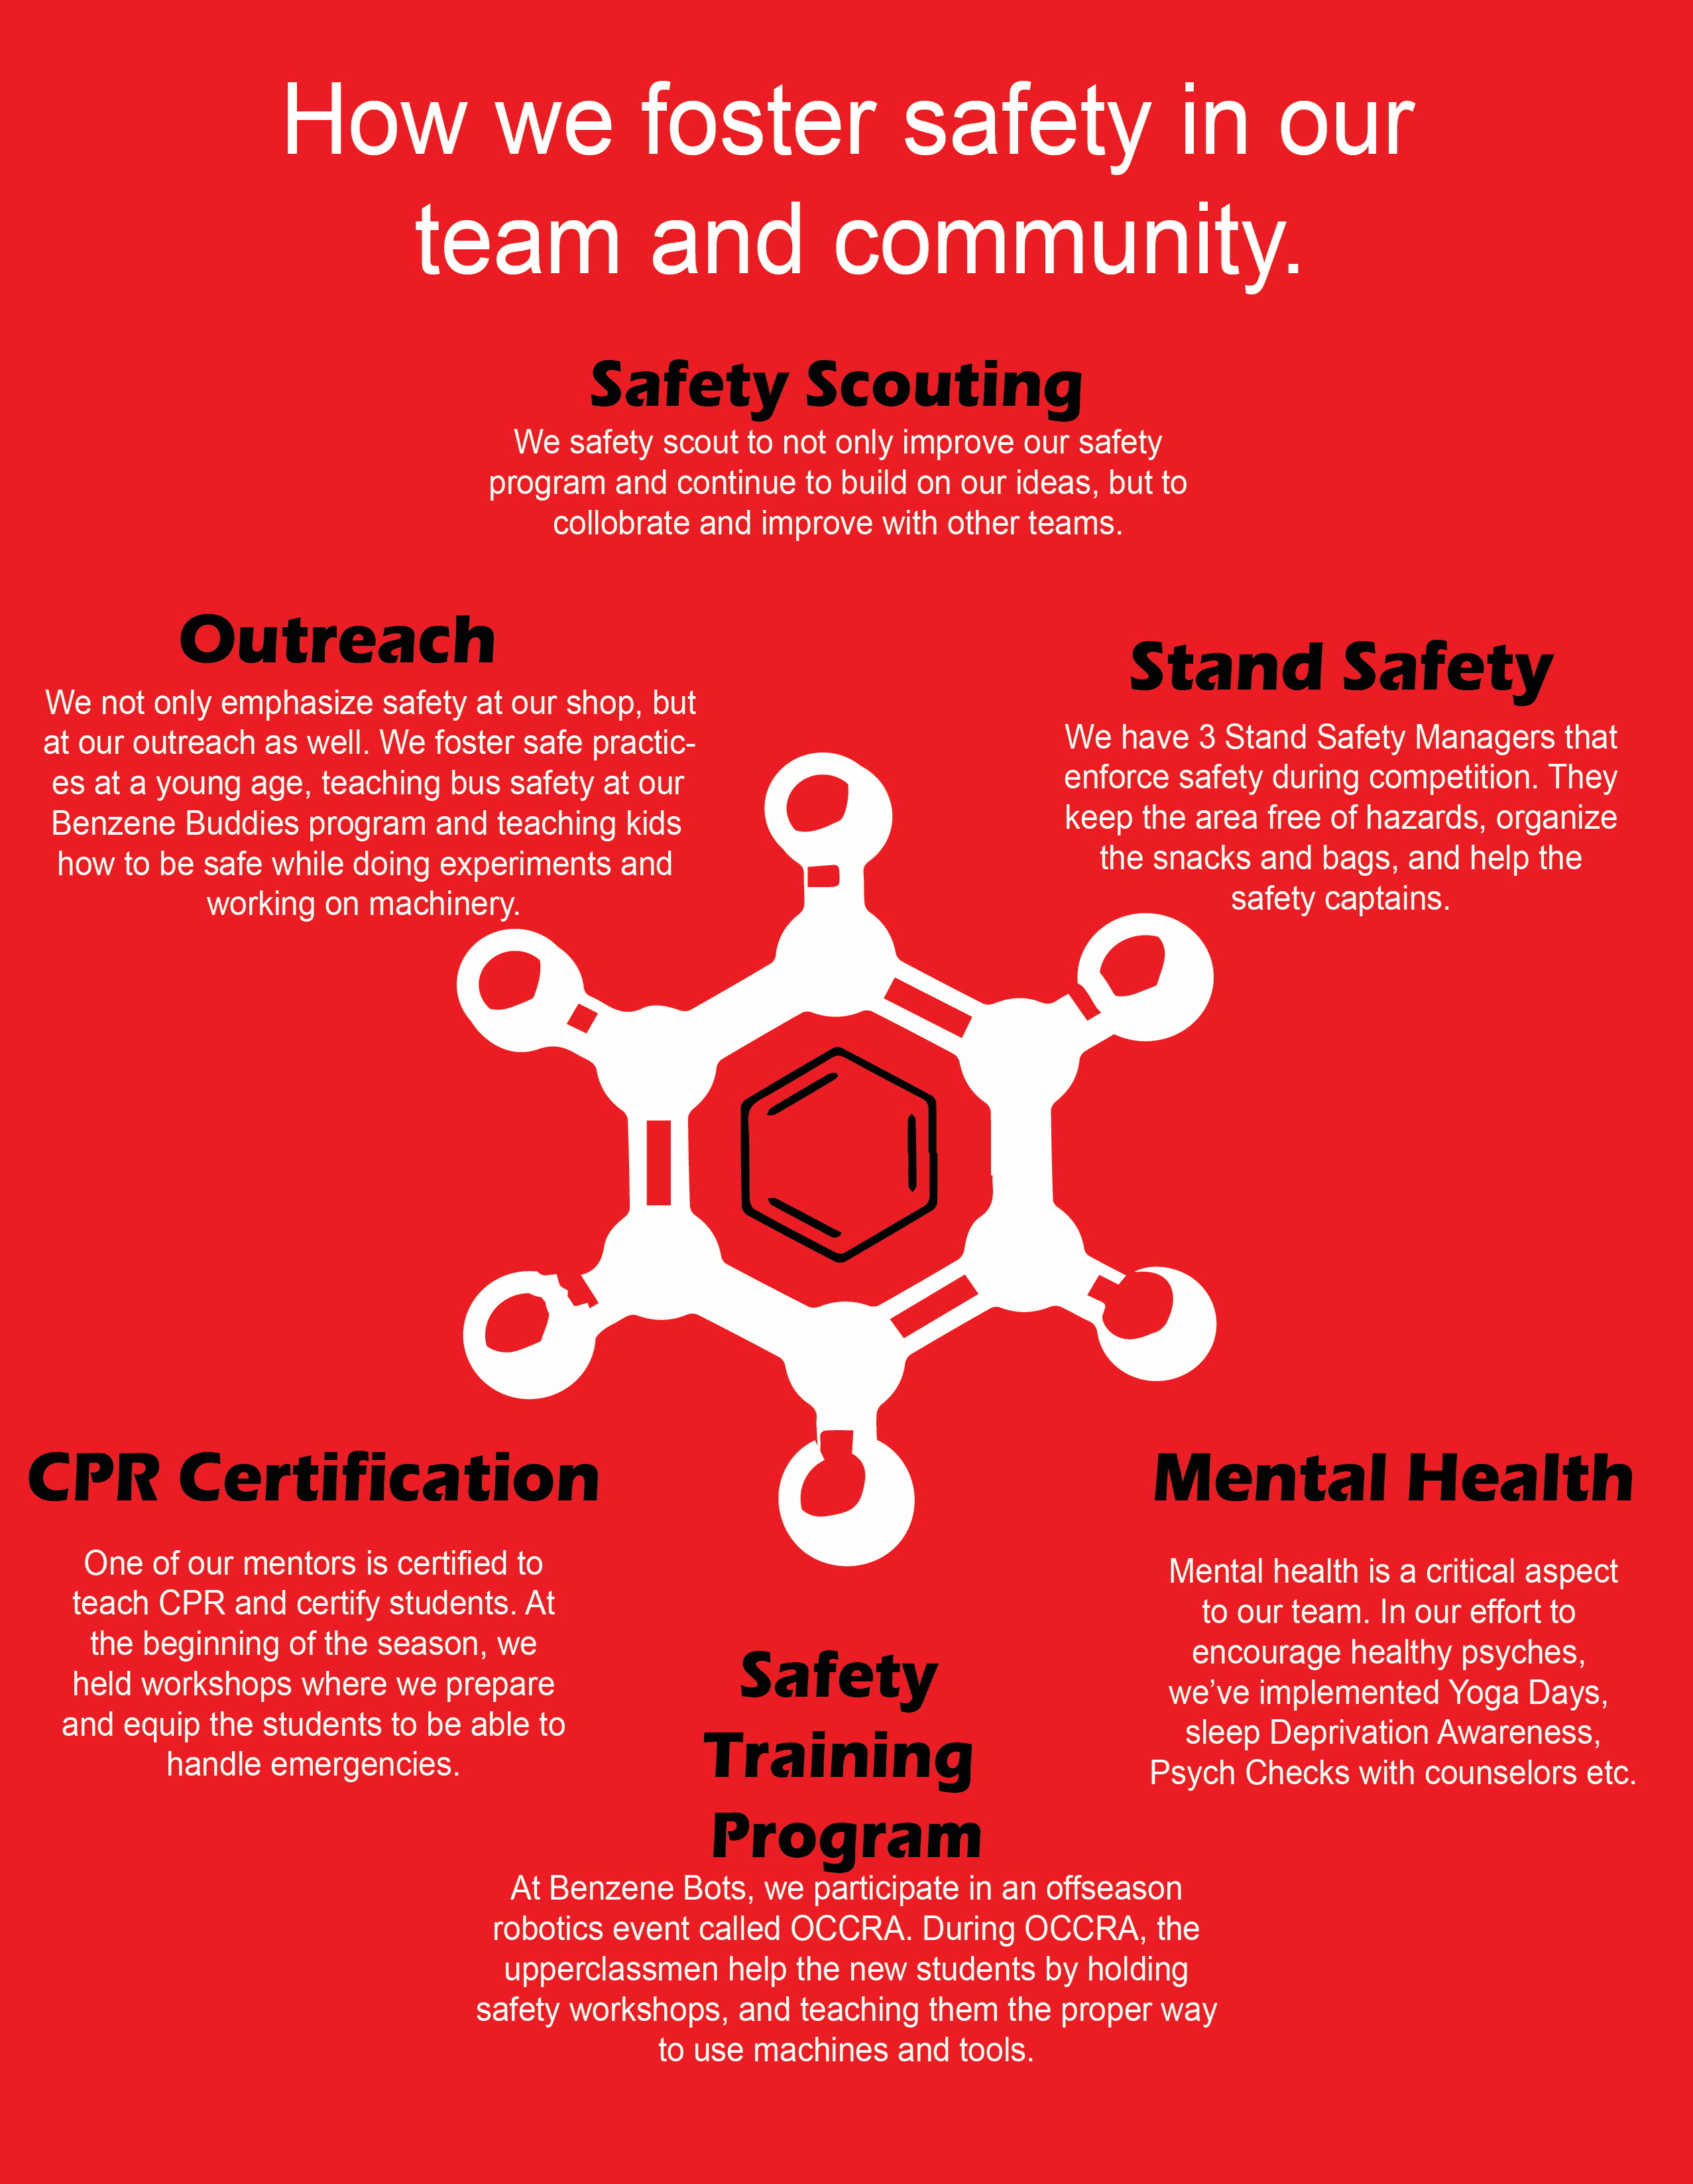 How we foster safety in our
team and community.
Safety Scouting
We safety scout to not only improve our safety
program and continue to build on our ideas, but to
collobrate and improve with other teams.
Outreach
We not only emphasize safety at our shop, but
at our outreach as well. We foster safe practic-
es at a young age, teaching bus safety at our
Benzene Buddies program and teaching kids
how to be safe while doing experiments and
working on machinery.
Stand Safety
We have 3 Stand Safety Managers that
enforce safety during competition. They
keep the area free of hazards, organize
the snacks and bags, and help the
safety captains.
CPR Certification
One of our mentors is certified to
teach CPR and certify students. At
the beginning of the season, we
held workshops where we prepare
and equip the students to be able to
handle emergencies.
Safety
Training
Program
At Benzene Bots, we participate in an offseason
robotics event called OCCRA. During OCCRA, the
upperclassmen help the new students by holding
safety workshops, and teaching them the proper way
to use machines and tools.
Mental Health
Mental health is a critical aspect
to our team. In our effort to
encourage healthy psyches,
we’ve implemented Yoga Days,
sleep Deprivation Awareness,
Psych Checks with counselors etc.